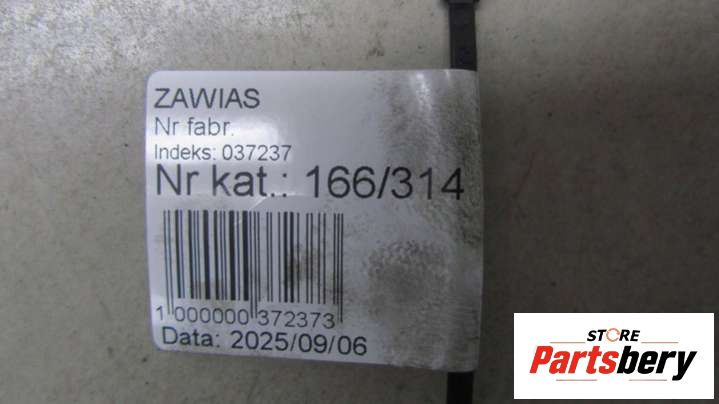 ZAWIAS
Nr fabr.
Indeks: 037237
Nr kat.: 166/314
1 000000 372373
Data: 2025/09/06
STORE
Partsbery